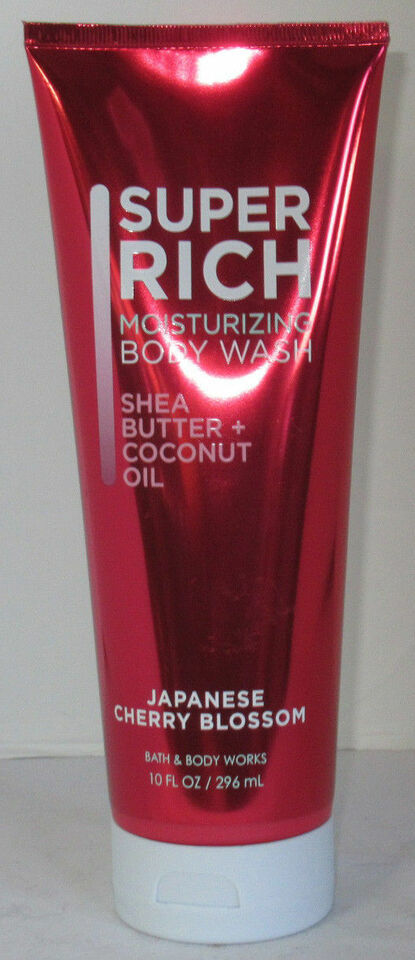 SUPER
RICH
MOISTURIZING
BODY WASH
SHEA
BUTTER +
COCONUT
OIL
JAPANESE
CHERRY BLOSSOM
BATH & BODY WORKS
10 FL OZ / 296 mL